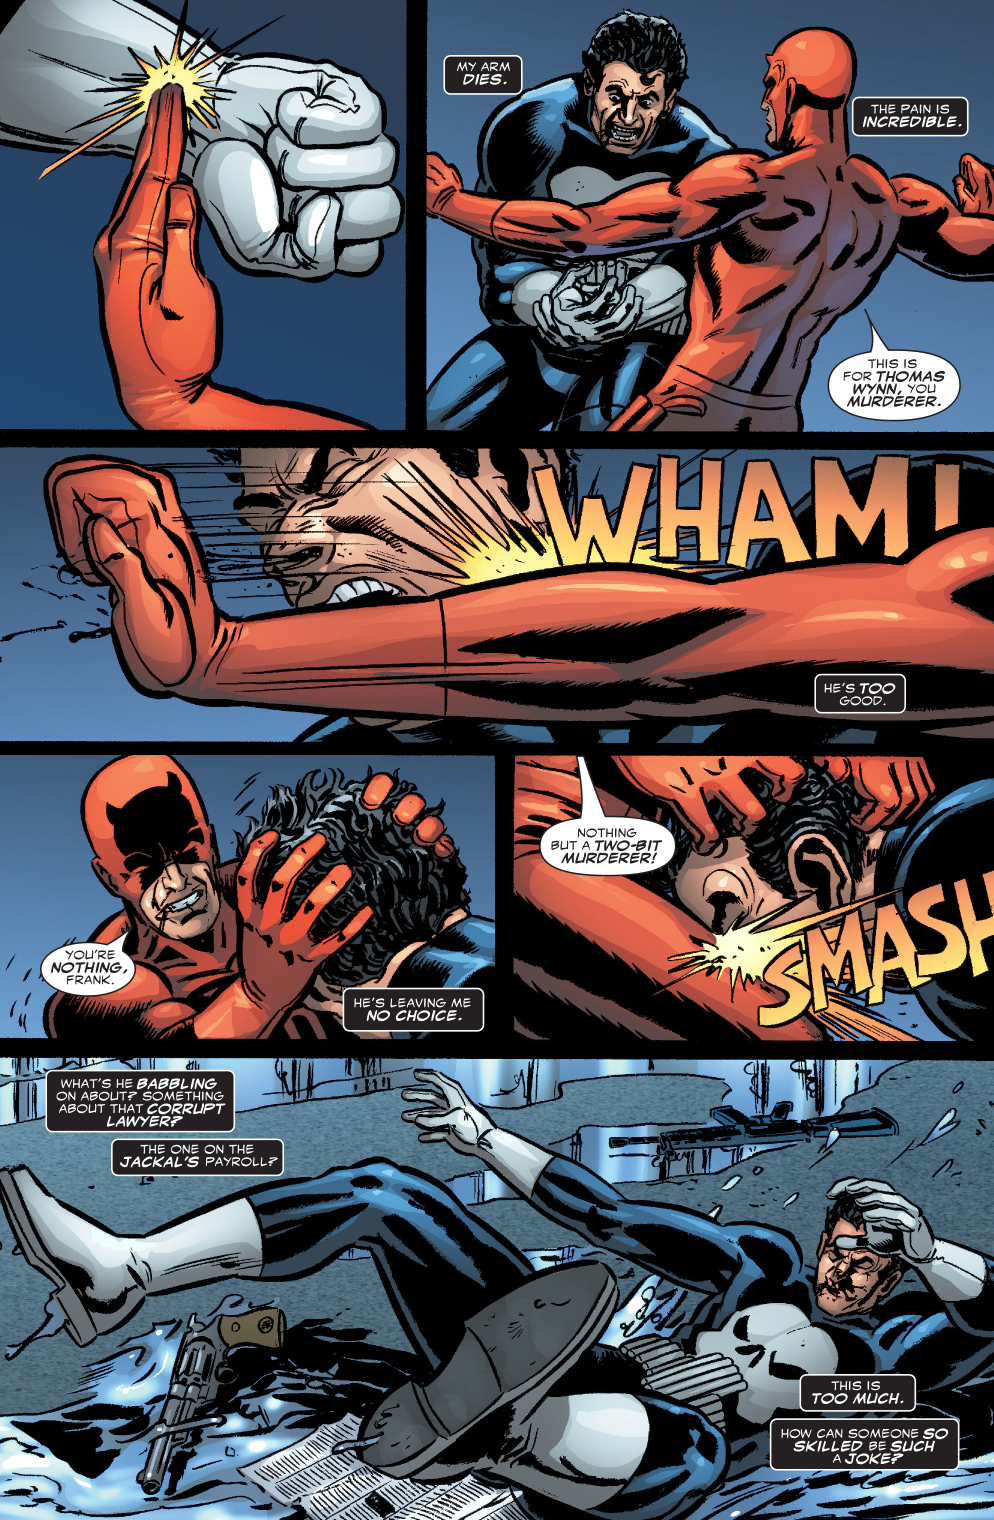 MY ARM
DIES.
THE PAIN IS
INCREDIBLE.
THIS IS
FOR THOMAS
WYNN, YOU
MURDERER.
WHAM!
HE'S TOO
GOOD.
YOU'RE
NOTHING,
FRANK.
HE'S LEAVING ME
NO CHOICE.
NOTHING
BUT A TWO-BIT
MURDERER!
SMASH
WHAT'S HE BABBLING
ON ABOUT? SOMETHING
ABOUT THAT CORRUPT
LAWYER?
THE ONE ON THE
JACKAL'S PAYROLL?
THIS IS
TOO MUCH.
HOW CAN SOMEONE SO
SKILLED BE SUCH
A JOKE?